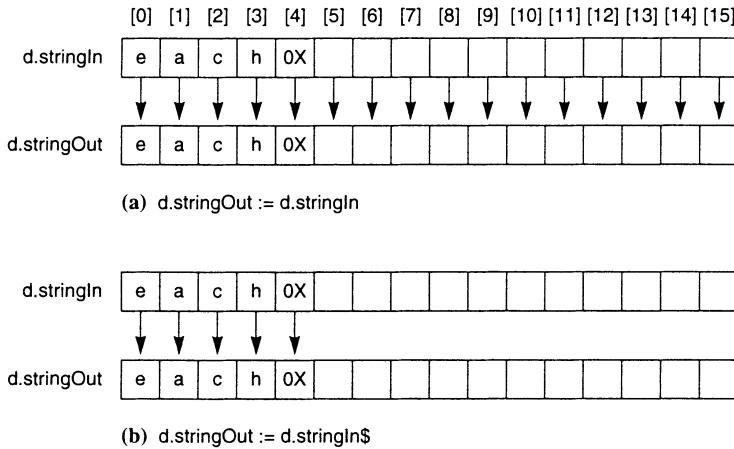 [0] [1] [2] [3] [4] [5] [6] [7] [8] [9] [10] [11] [12] [13] [14] [15]
d.stringIn e a c h 0X
d.stringOut e a c h 0X
(a) d.stringOut := d.stringIn
d.stringIn e a c h 0X
d.stringOut e a c h 0X
(b) d.stringOut := d.stringIn$